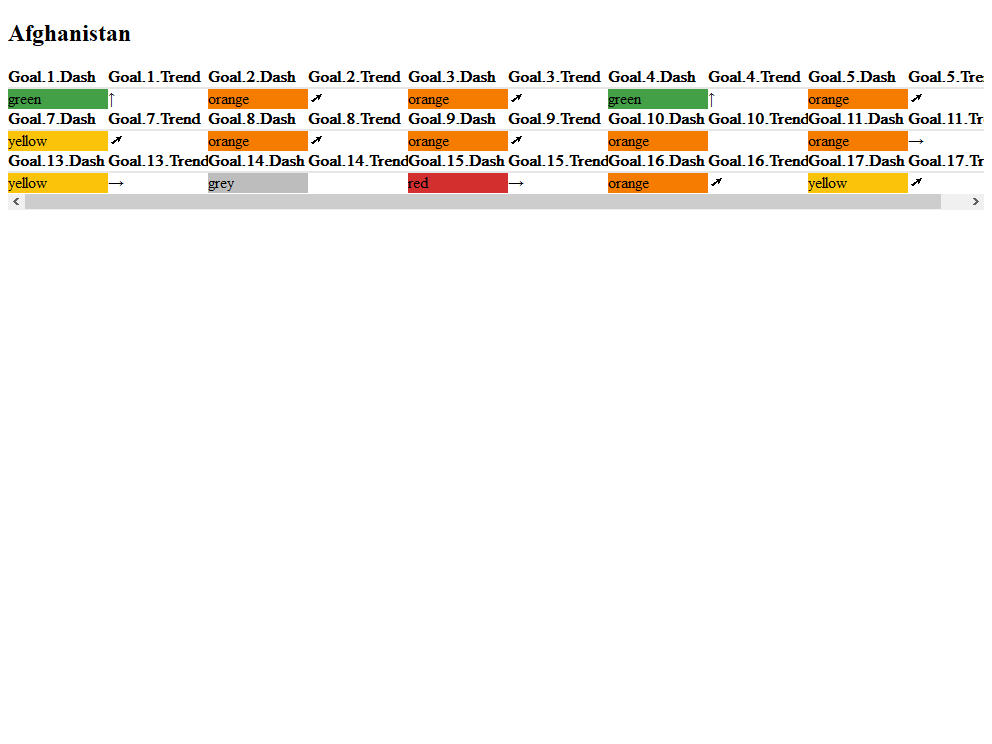 Afghanistan
Goal.1.Dash Goal.1.Trend Goal.2.Dash Goal.2.Trend Goal.3.Dash Goal.3.Trend Goal.4.Dash Goal.4.Trend Goal.5.Dash Goal.5.Tre
green ↑ orange ➚ orange ➚ green ↑ orange ➚
Goal.7.Dash Goal.7.Trend Goal.8.Dash Goal.8.Trend Goal.9.Dash Goal.9.Trend Goal.10.Dash Goal.10.Trend Goal.11.Dash Goal.11.Tr
yellow ➚ orange ➚ orange ➚ orange orange →
Goal.13.Dash Goal.13.Trend Goal.14.Dash Goal.14.Trend Goal.15.Dash Goal.15.Trend Goal.16.Dash Goal.16.Trend Goal.17.Dash Goal.17.T
yellow → grey red → orange ➚ yellow ➚